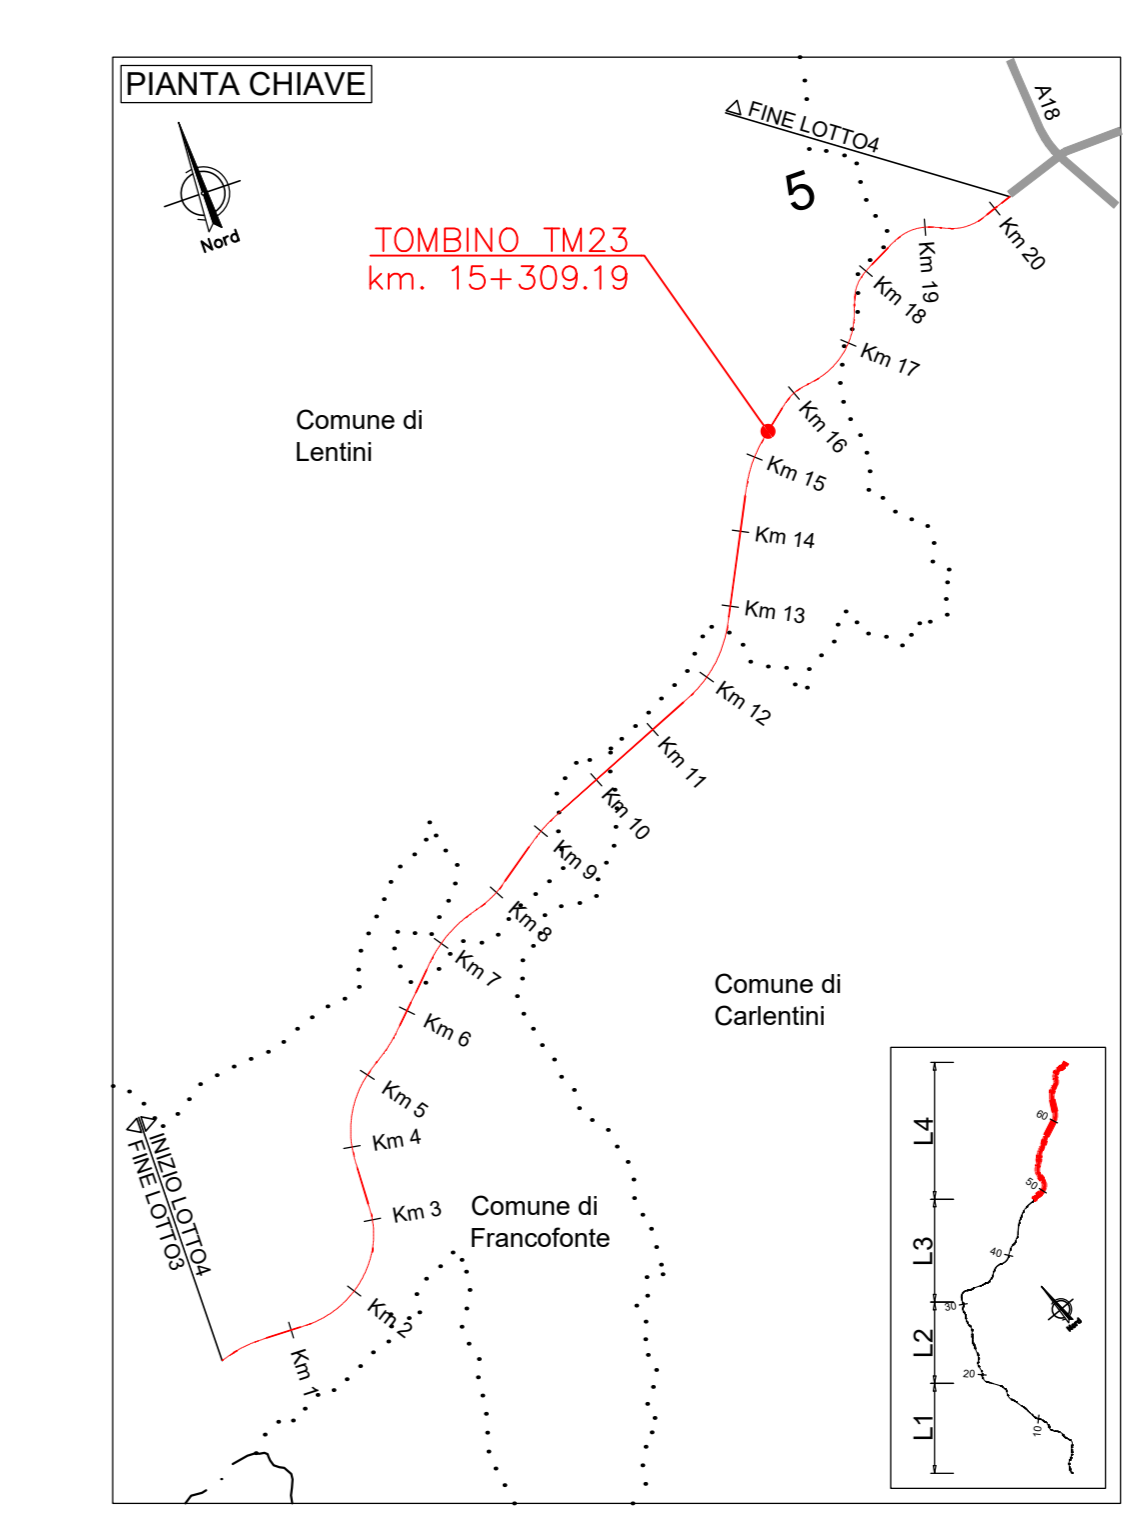 PIANTA CHIAVE
A18
FINE LOTTO4
5
Nord
TOMBINO TM23
km. 15+309.19
Km 20
Km 19
Km 18
Km 17
Km 16
Comune di
Lentini
Km 15
Km 14
Km 13
Km 12
Km 11
Km 10
Km 9
Km 8
Km 7
Comune di
Carlentini
Km 6
Km 5
Km 4
INIZIO LOTTO4
FINE LOTTO3
Km 3
Comune di
Francofonte
Km 2
Km 1
L4
60
50
L3
40
30
L2
20
L1
10